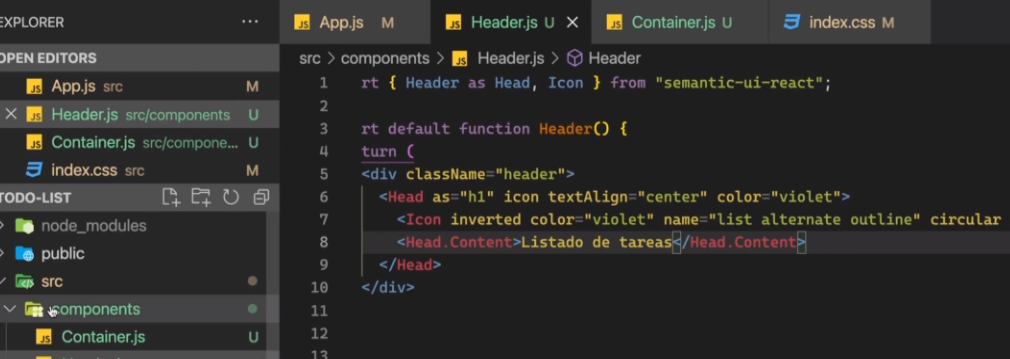 EXPLORER
OPEN EDITORS
JS App.js src M
JS Header.js src/components U
JS Container.js src/compone... U
index.css src M
TODO-LIST
node_modules
public
src
components
JS Container.js U
JS App.js M
JS Header.js U
JS Container.js U
index.css M
src > components > JS Header.js > Header
1 rt { Header as Head, Icon } from "semantic-ui-react";
2
3 rt default function Header() {
4 turn (
5 <div className="header">
6 <Head as="h1" icon textAlign="center" color="violet">
7 <Icon inverted color="violet" name="list alternate outline" circular
8 <Head.Content>Listado de tareas</Head.Content>
9 </Head>
10 </div>
11
12
13